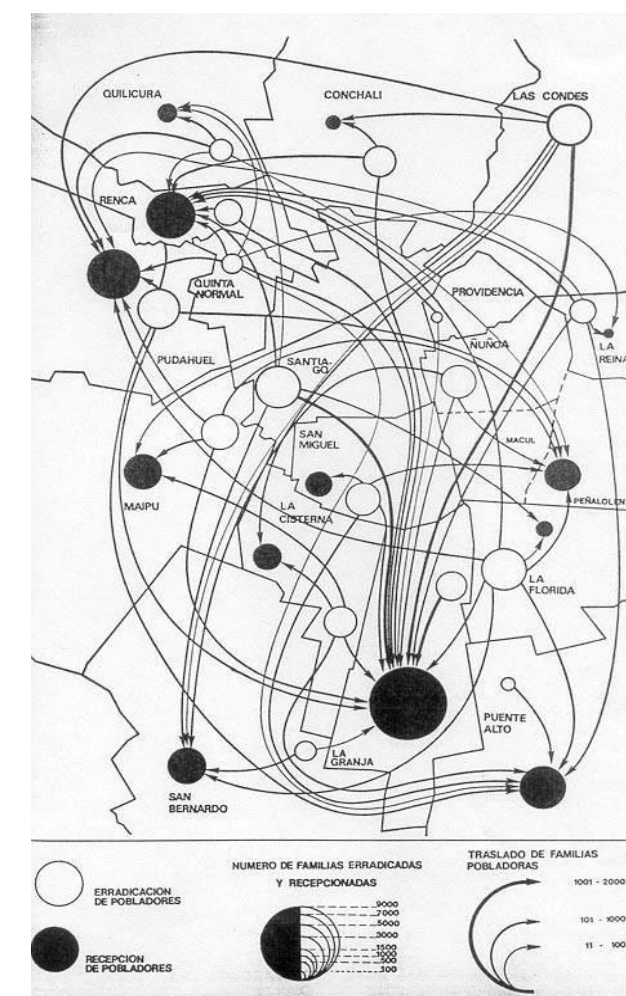 QUILICURA
CONCHALI
LAS CONDES
RENCA
QUINTA
NORMAL
PROVIDENCIA
ÑUÑOA
LA
REINA
PUDAHUEL
SANTIA-
GO
SAN
MIGUEL
MACUL
MAIPU
LA
CISTERNA
PEÑALOLEN
LA
FLORIDA
PUENTE
ALTO
LA
GRANJA
SAN
BERNARDO
ERRADICACION
DE POBLADORES
RECEPCION
DE POBLADORES
NUMERO DE FAMILIAS ERRADICADAS
Y RECEPCIONADAS
9000
7000
5000
3000
1500
1000
500
100
TRASLADO DE FAMILIAS
POBLADORAS
1001 - 2000
101 - 1000
11 - 100